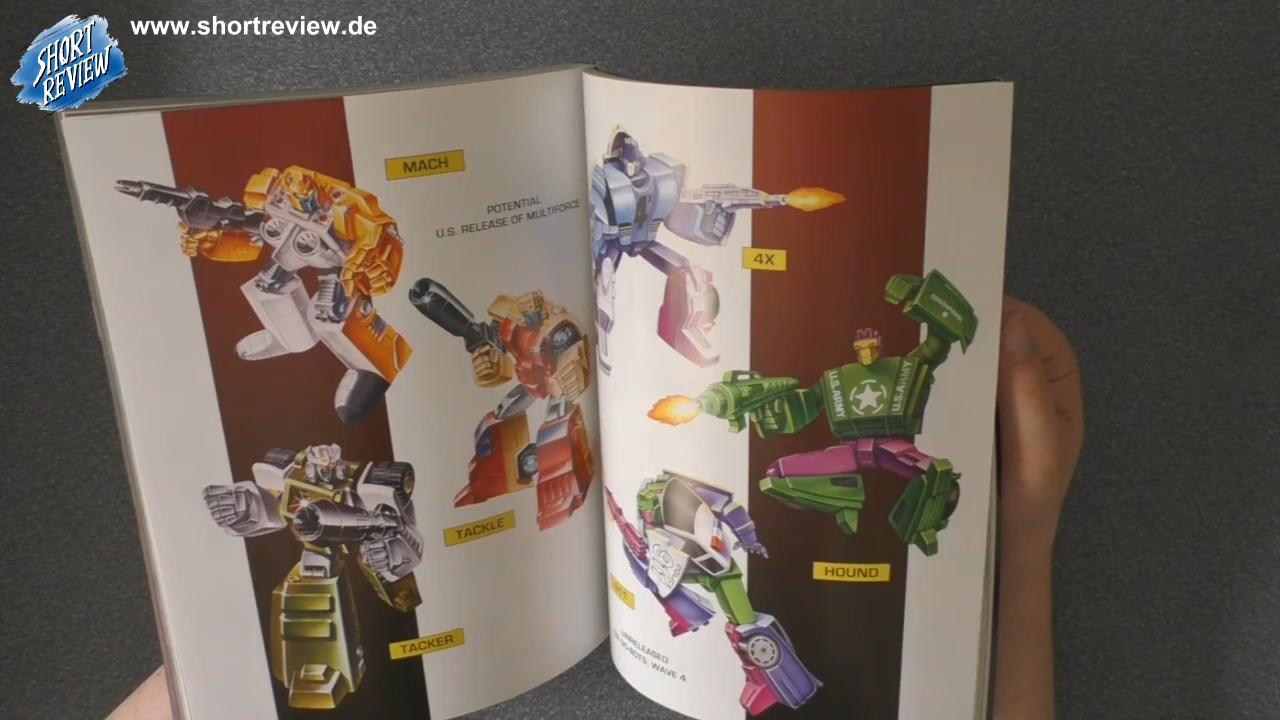 www.shortreview.de
SHORT
REVIEW
MACH
POTENTIAL
U.S. RELEASE OF MULTIFORCE
4X
U.S. ARMY
U.S. ARMY
TACKLE
HOUND
TACKER
UNRELEASED
WAVE 4